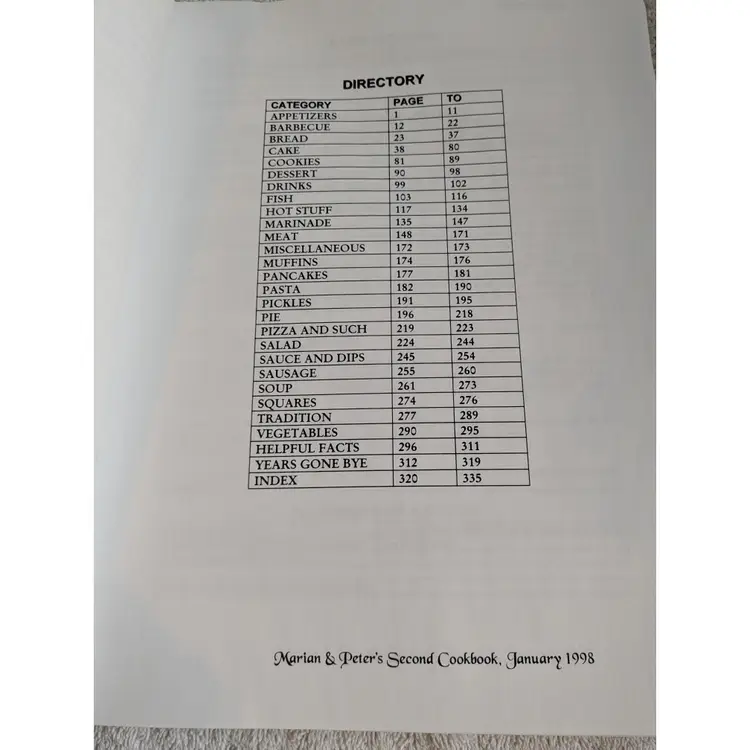 DIRECTORY
CATEGORY PAGE TO
APPETIZERS 1 11
BARBECUE 12 22
BREAD 23 37
CAKE 38 80
COOKIES 81 89
DESSERT 90 98
DRINKS 99 102
FISH 103 116
HOT STUFF 117 134
MARINADE 135 147
MEAT 148 171
MISCELLANEOUS 172 173
MUFFINS 174 176
PANCAKES 177 181
PASTA 182 190
PICKLES 191 195
PIE 196 218
PIZZA AND SUCH 219 223
SALAD 224 244
SAUCE AND DIPS 245 254
SAUSAGE 255 260
SOUP 261 273
SQUARES 274 276
TRADITION 277 289
VEGETABLES 290 295
HELPFUL FACTS 296 311
YEARS GONE BYE 312 319
INDEX 320 335
Marian & Peter's Second Cookbook, January 1998